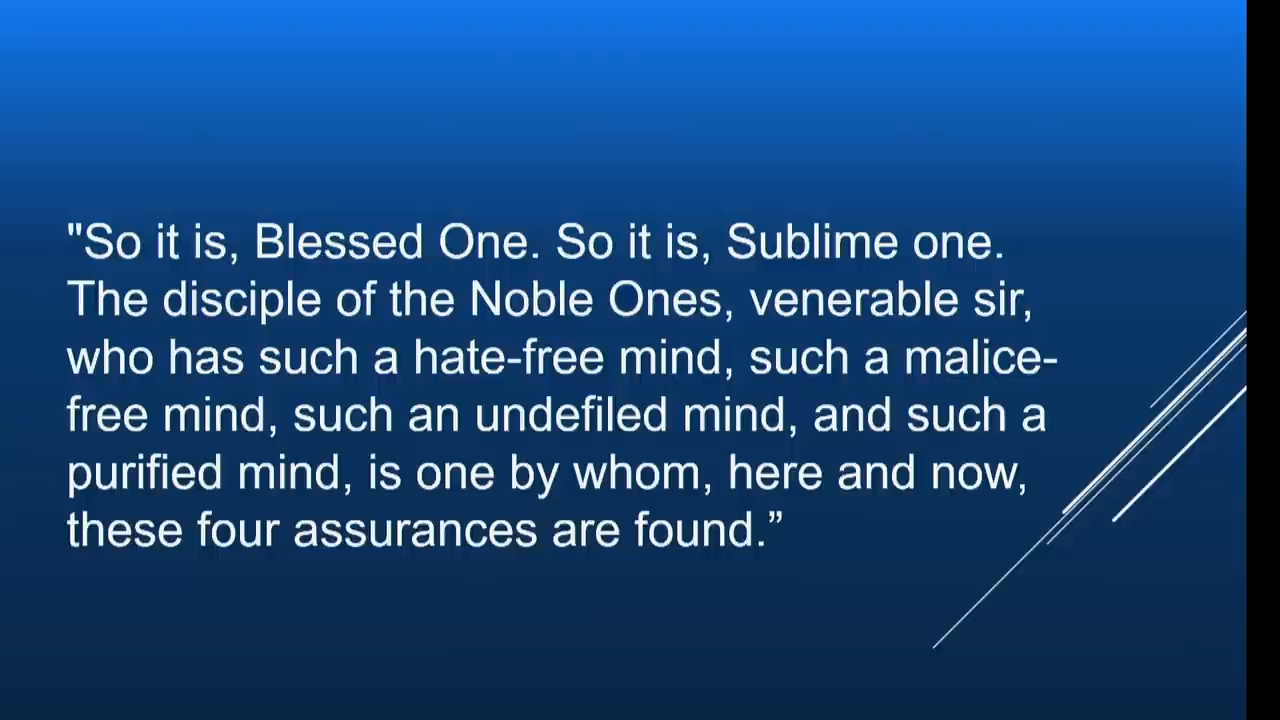 "So it is, Blessed One. So it is, Sublime one.
The disciple of the Noble Ones, venerable sir,
who has such a hate-free mind, such a malice-
free mind, such an undefiled mind, and such a
purified mind, is one by whom, here and now,
these four assurances are found.”